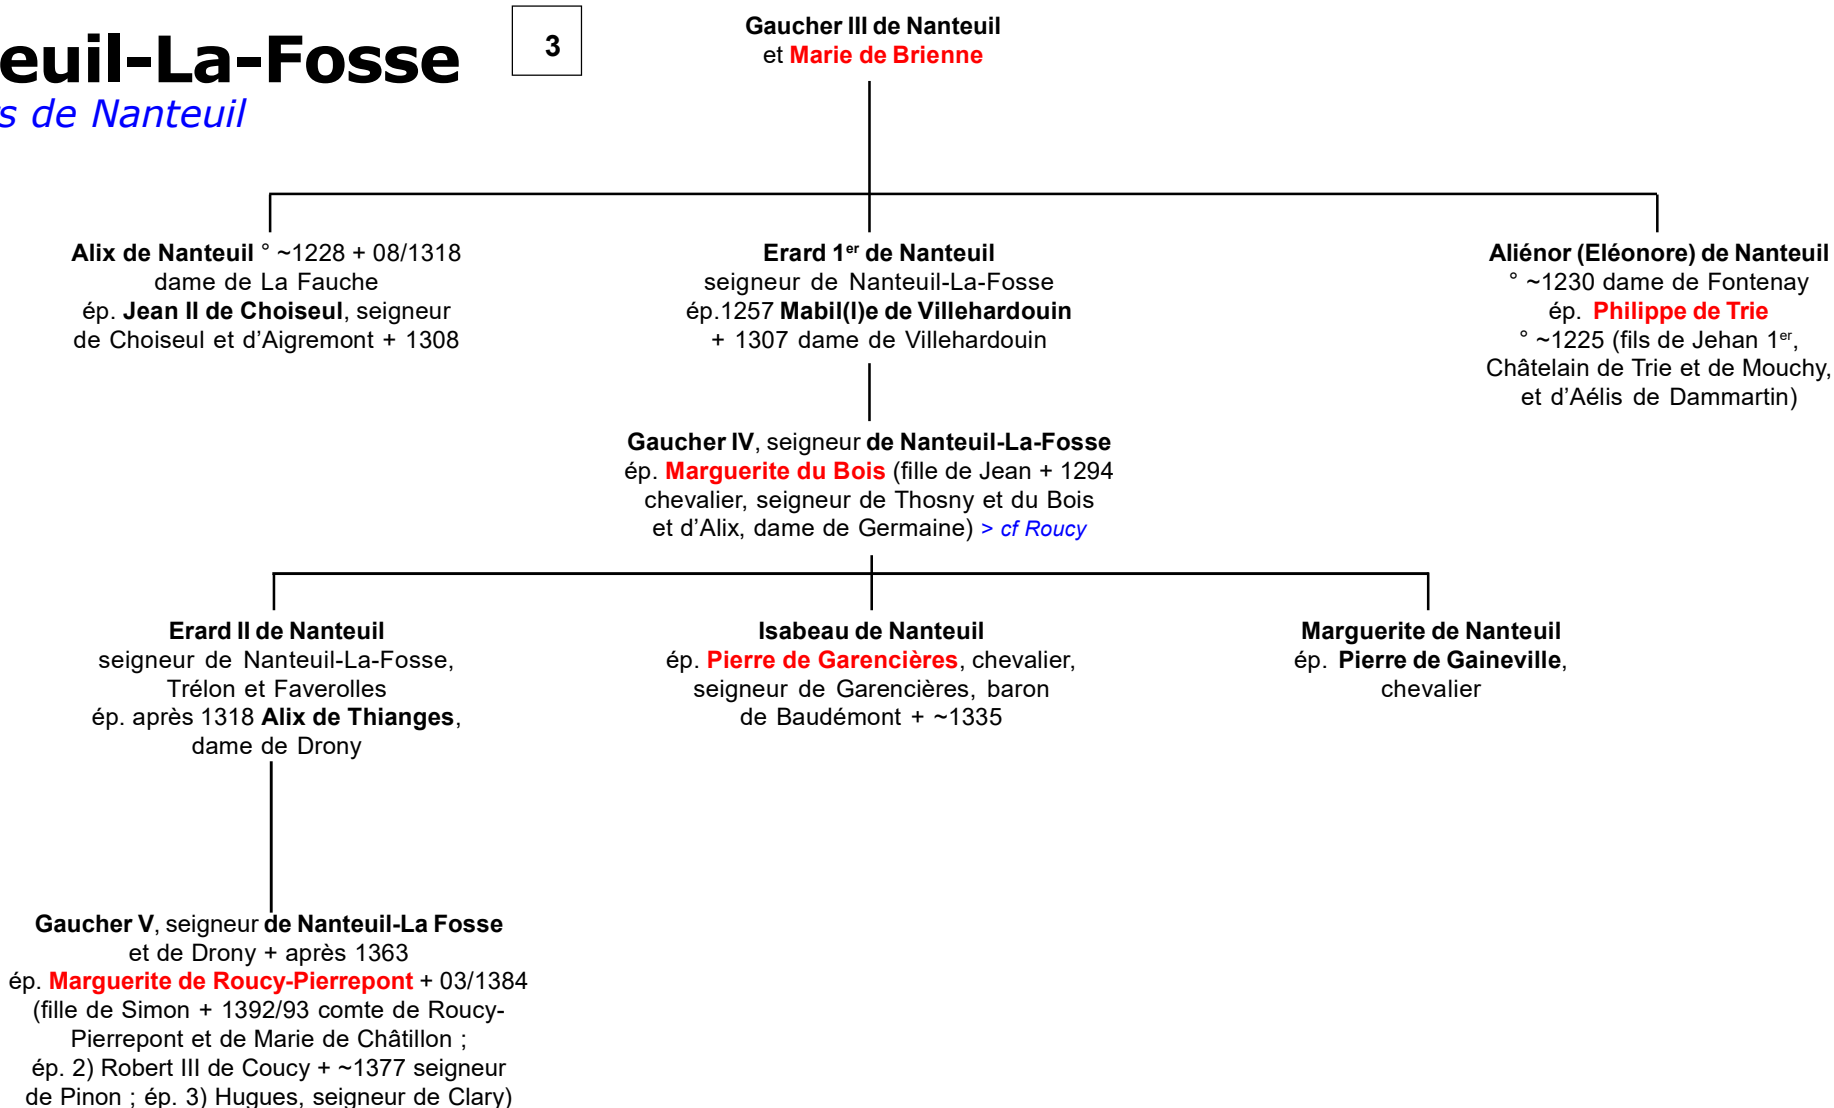 euil-La-Fosse
s de Nanteuil
3
Gaucher III de Nanteuil
et Marie de Brienne
Alix de Nanteuil ° ~1228 + 08/1318
dame de La Fauche
ép. Jean II de Choiseul, seigneur
de Choiseul et d'Aigremont + 1308
Erard 1er de Nanteuil
seigneur de Nanteuil-La-Fosse
ép.1257 Mabil(l)e de Villehardouin
+ 1307 dame de Villehardouin
Aliénor (Eléonore) de Nanteuil
° ~1230 dame de Fontenay
ép. Philippe de Trie
° ~1225 (fils de Jehan 1er,
Châtelain de Trie et de Mouchy,
et d'Aélis de Dammartin)
Gaucher IV, seigneur de Nanteuil-La-Fosse
ép. Marguerite du Bois (fille de Jean + 1294
chevalier, seigneur de Thosny et du Bois
et d'Alix, dame de Germaine) > cf Roucy
Erard II de Nanteuil
seigneur de Nanteuil-La-Fosse,
Trélon et Faverolles
ép. après 1318 Alix de Thianges,
dame de Drony
Isabeau de Nanteuil
ép. Pierre de Garencières, chevalier,
seigneur de Garencières, baron
de Baudémont + ~1335
Marguerite de Nanteuil
ép. Pierre de Gaineville,
chevalier
Gaucher V, seigneur de Nanteuil-La Fosse
et de Drony + après 1363
ép. Marguerite de Roucy-Pierrepont + 03/1384
(fille de Simon + 1392/93 comte de Roucy-
Pierrepont et de Marie de Châtillon ;
ép. 2) Robert III de Coucy + ~1377 seigneur
de Pinon ; ép. 3) Hugues, seigneur de Clary)